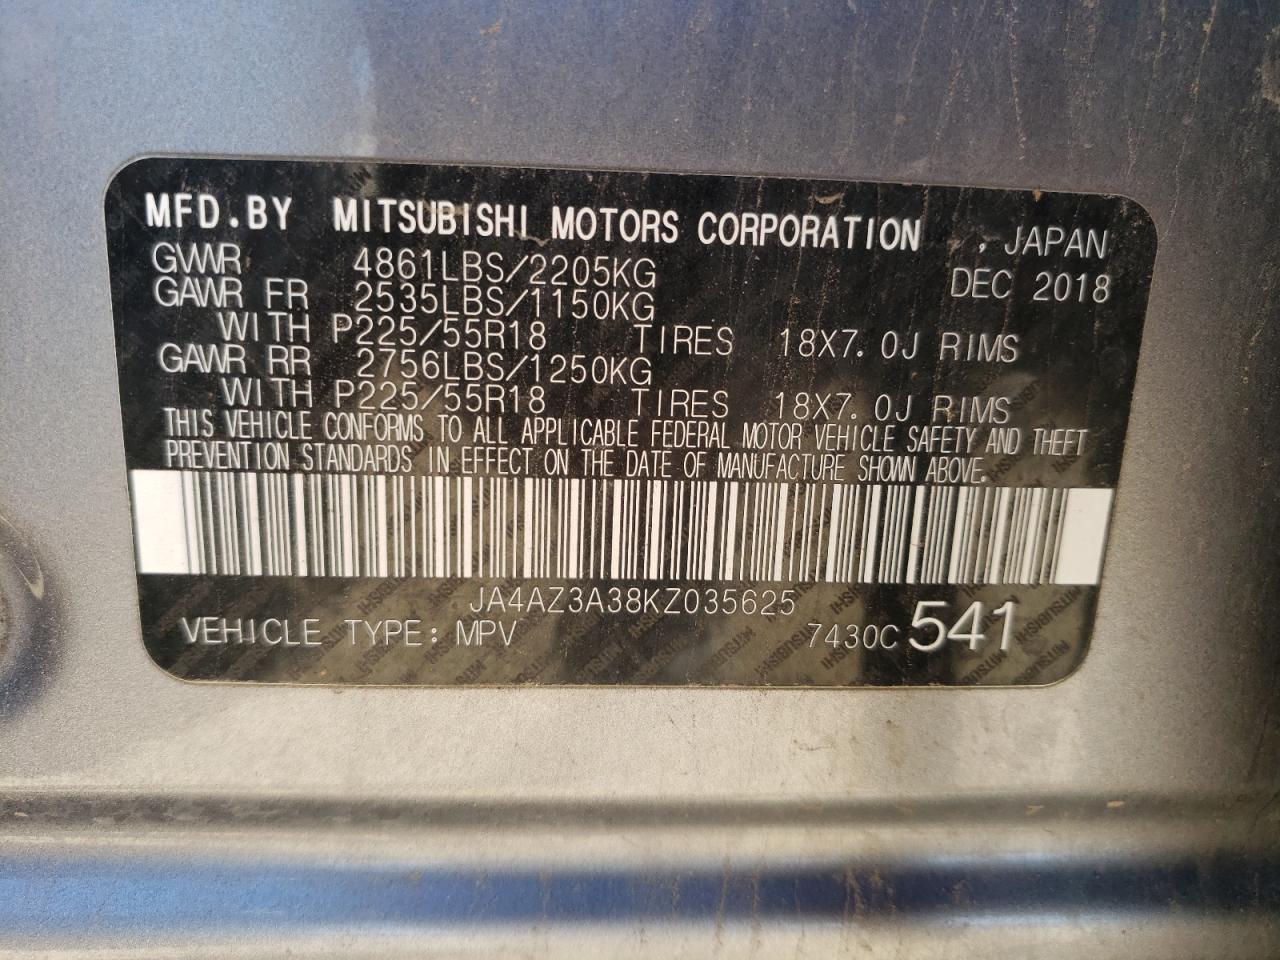 MFD.BY MITSUBISHI MOTORS CORPORATION , JAPAN
GVWR 4861LBS/2205KG DEC 2018
GAWR FR 2535LBS/1150KG
WITH P225/55R18 TIRES 18X7.0J RIMS
GAWR RR 2756LBS/1250KG
WITH P225/55R18 TIRES 18X7.0J RIMS
THIS VEHICLE CONFORMS TO ALL APPLICABLE FEDERAL MOTOR VEHICLE SAFETY AND THEFT
PREVENTION STANDARDS IN EFFECT ON THE DATE OF MANUFACTURE SHOWN ABOVE.
JA4AZ3A38KZ035625
VEHICLE TYPE: MPV 7430C 541